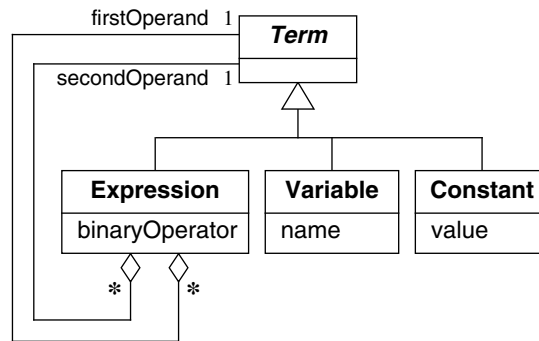 firstOperand 1
Term
secondOperand 1
Expression
binaryOperator
Variable
name
Constant
value
* *